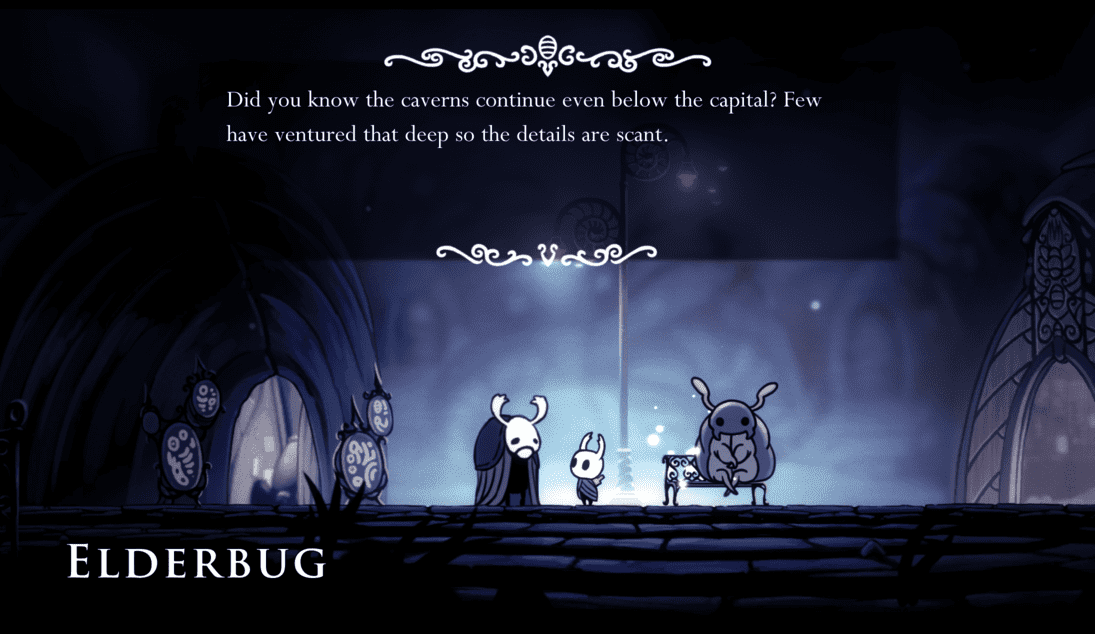 Did you know the caverns continue even below the capital? Few
have ventured that deep so the details are scant.
ELDERBUG